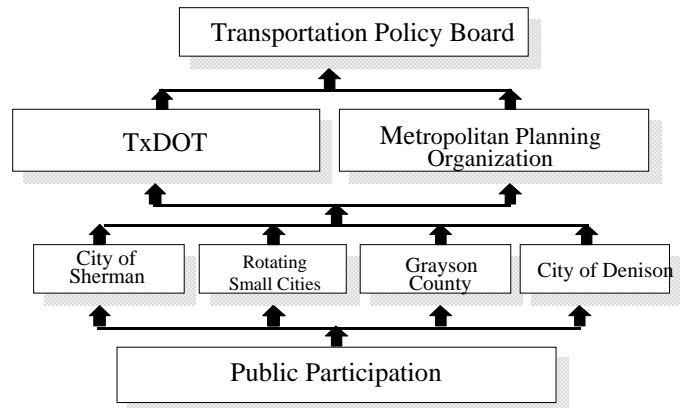 Transportation Policy Board
TxDOT
Metropolitan Planning
Organization
City of
Sherman
Rotating
Small Cities
Grayson
County
City of Denison
Public Participation